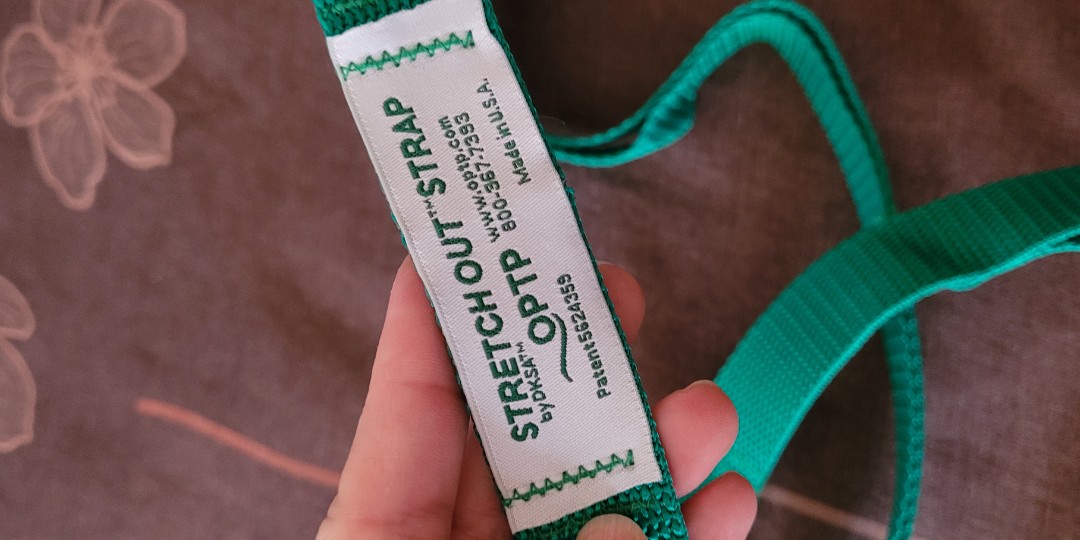 STRETCH OUT™ STRAP
by DKSA™
OPTP
www.optp.com
800-367-7393
Patent 5624359
Made in U.S.A.